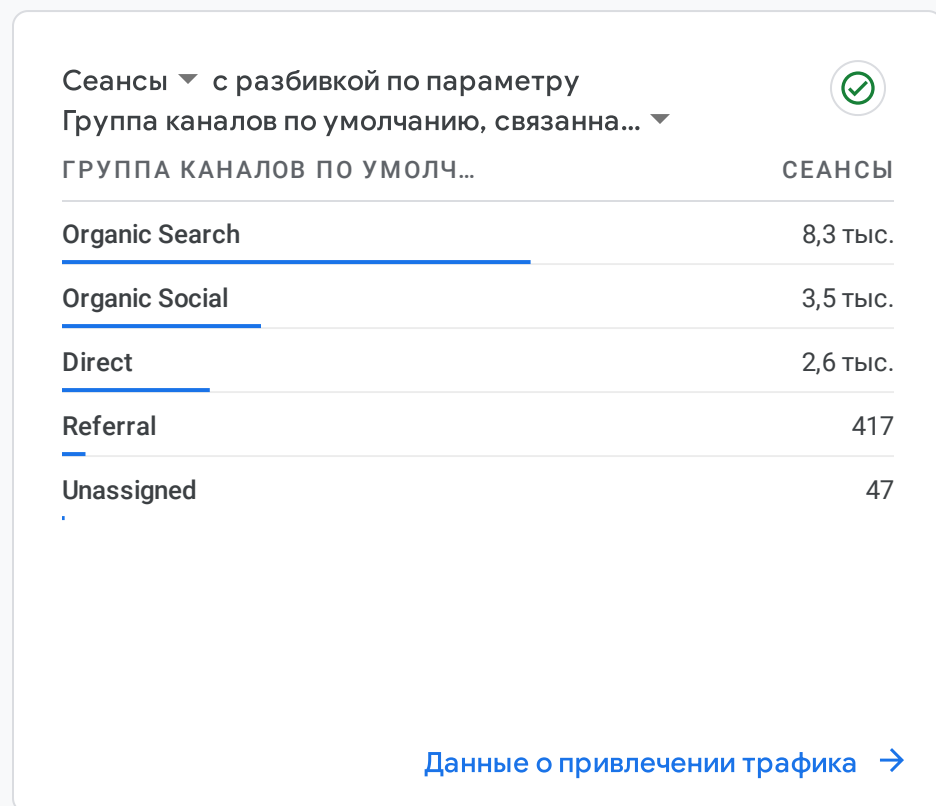 Сеансы с разбивкой по параметру
Группа каналов по умолчанию, связанна...
ГРУППА КАНАЛОВ ПО УМОЛЧ... СЕАНСЫ
Organic Search 8,3 тыс.
Organic Social 3,5 тыс.
Direct 2,6 тыс.
Referral 417
Unassigned 47
Данные о привлечении трафика